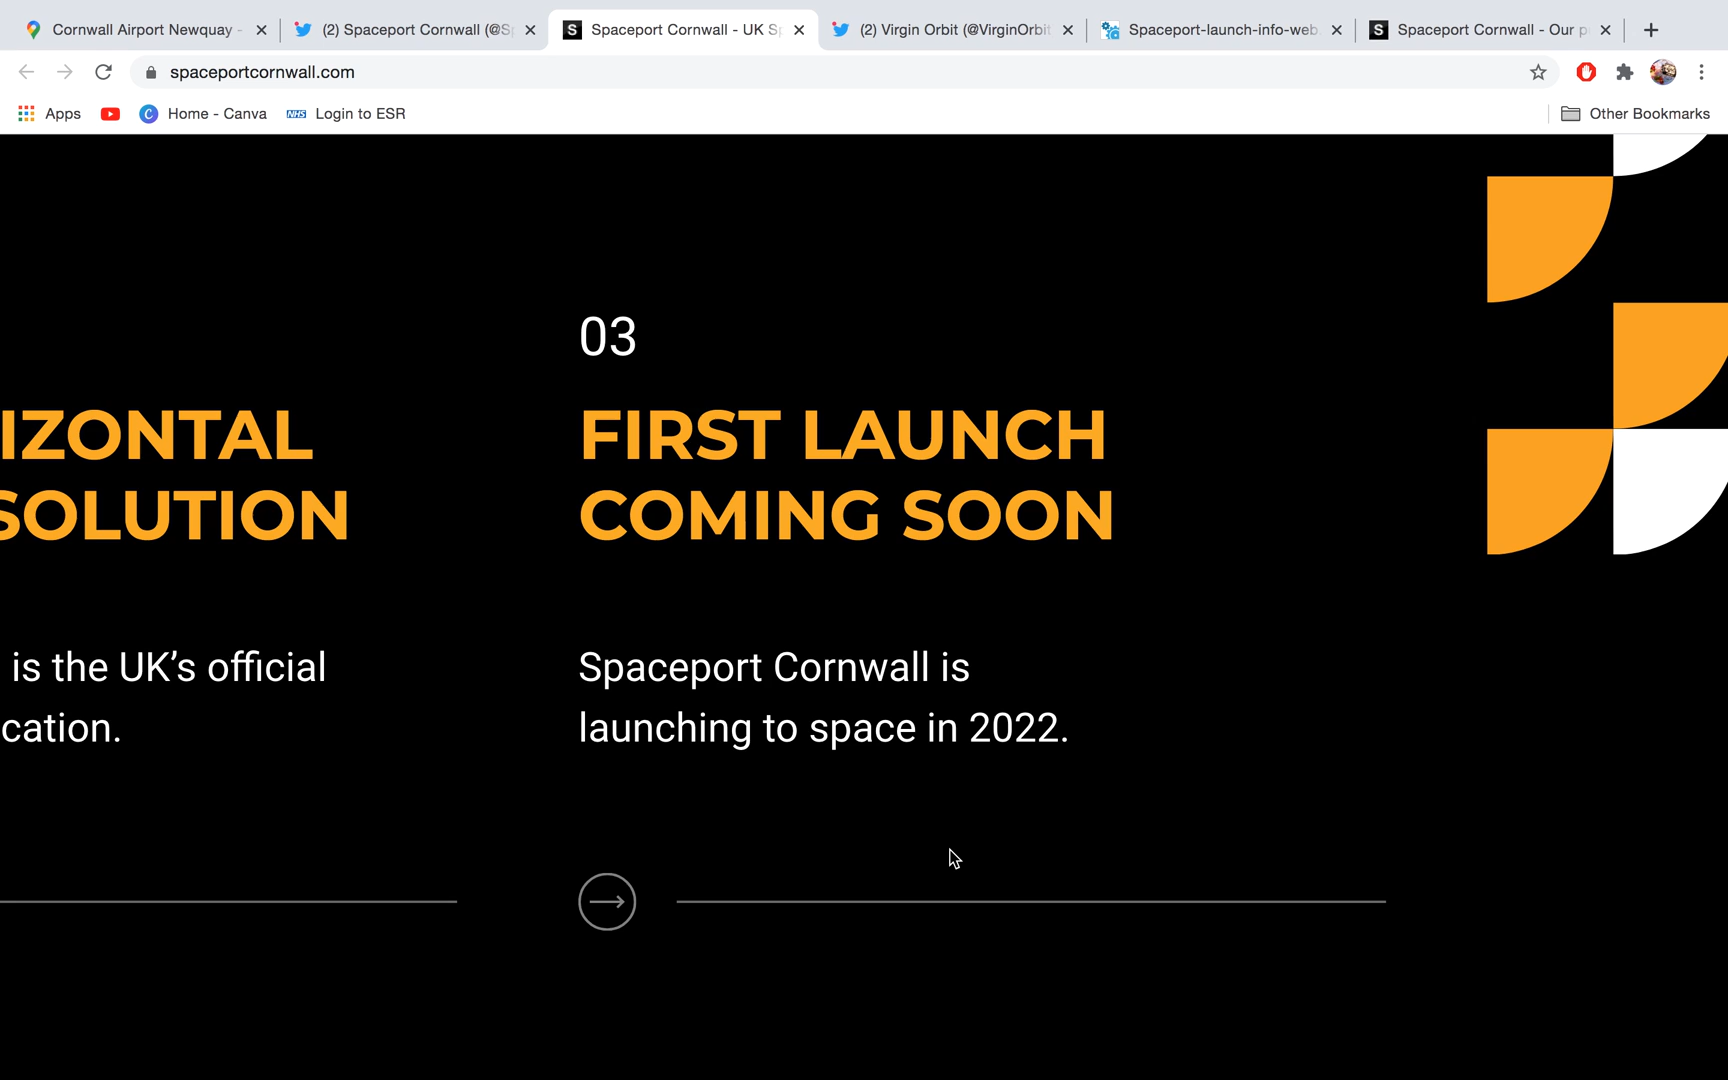 Cornwall Airport Newquay -
(2) Spaceport Cornwall (@S
Spaceport Cornwall - UK S
(2) Virgin Orbit (@VirginOrbit
Spaceport-launch-info-web
Spaceport Cornwall - Our p
spaceportcornwall.com
Apps
Home - Canva
NHS Login to ESR
Other Bookmarks
03
IZONTAL
SOLUTION
FIRST LAUNCH
COMING SOON
is the UK’s official
cation.
Spaceport Cornwall is
launching to space in 2022.